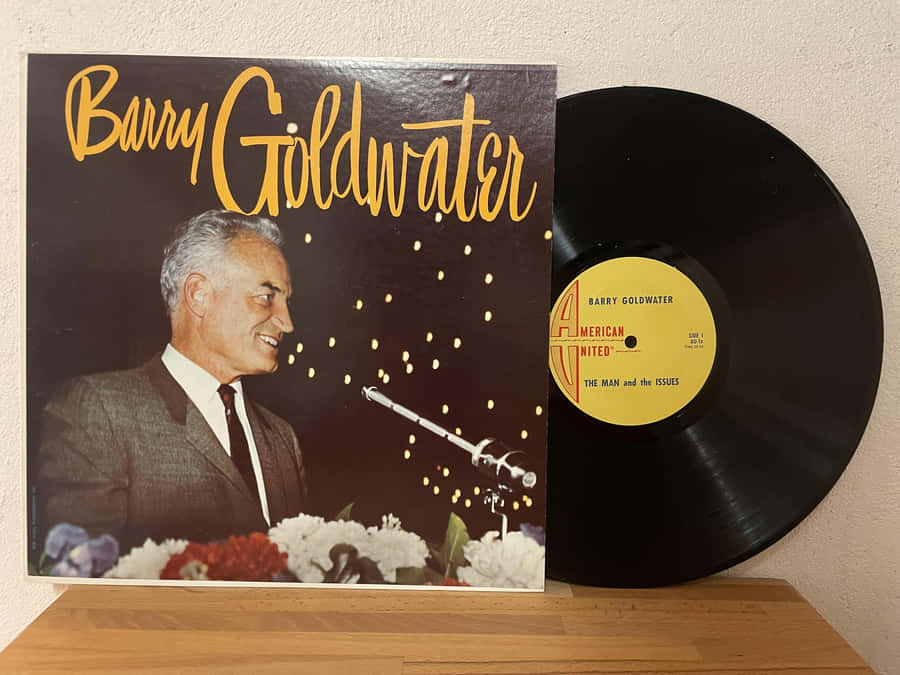 Barry Goldwater
BARRY GOLDWATER
AMERICAN
UNITED
SIDE 1
THE MAN and the ISSUES